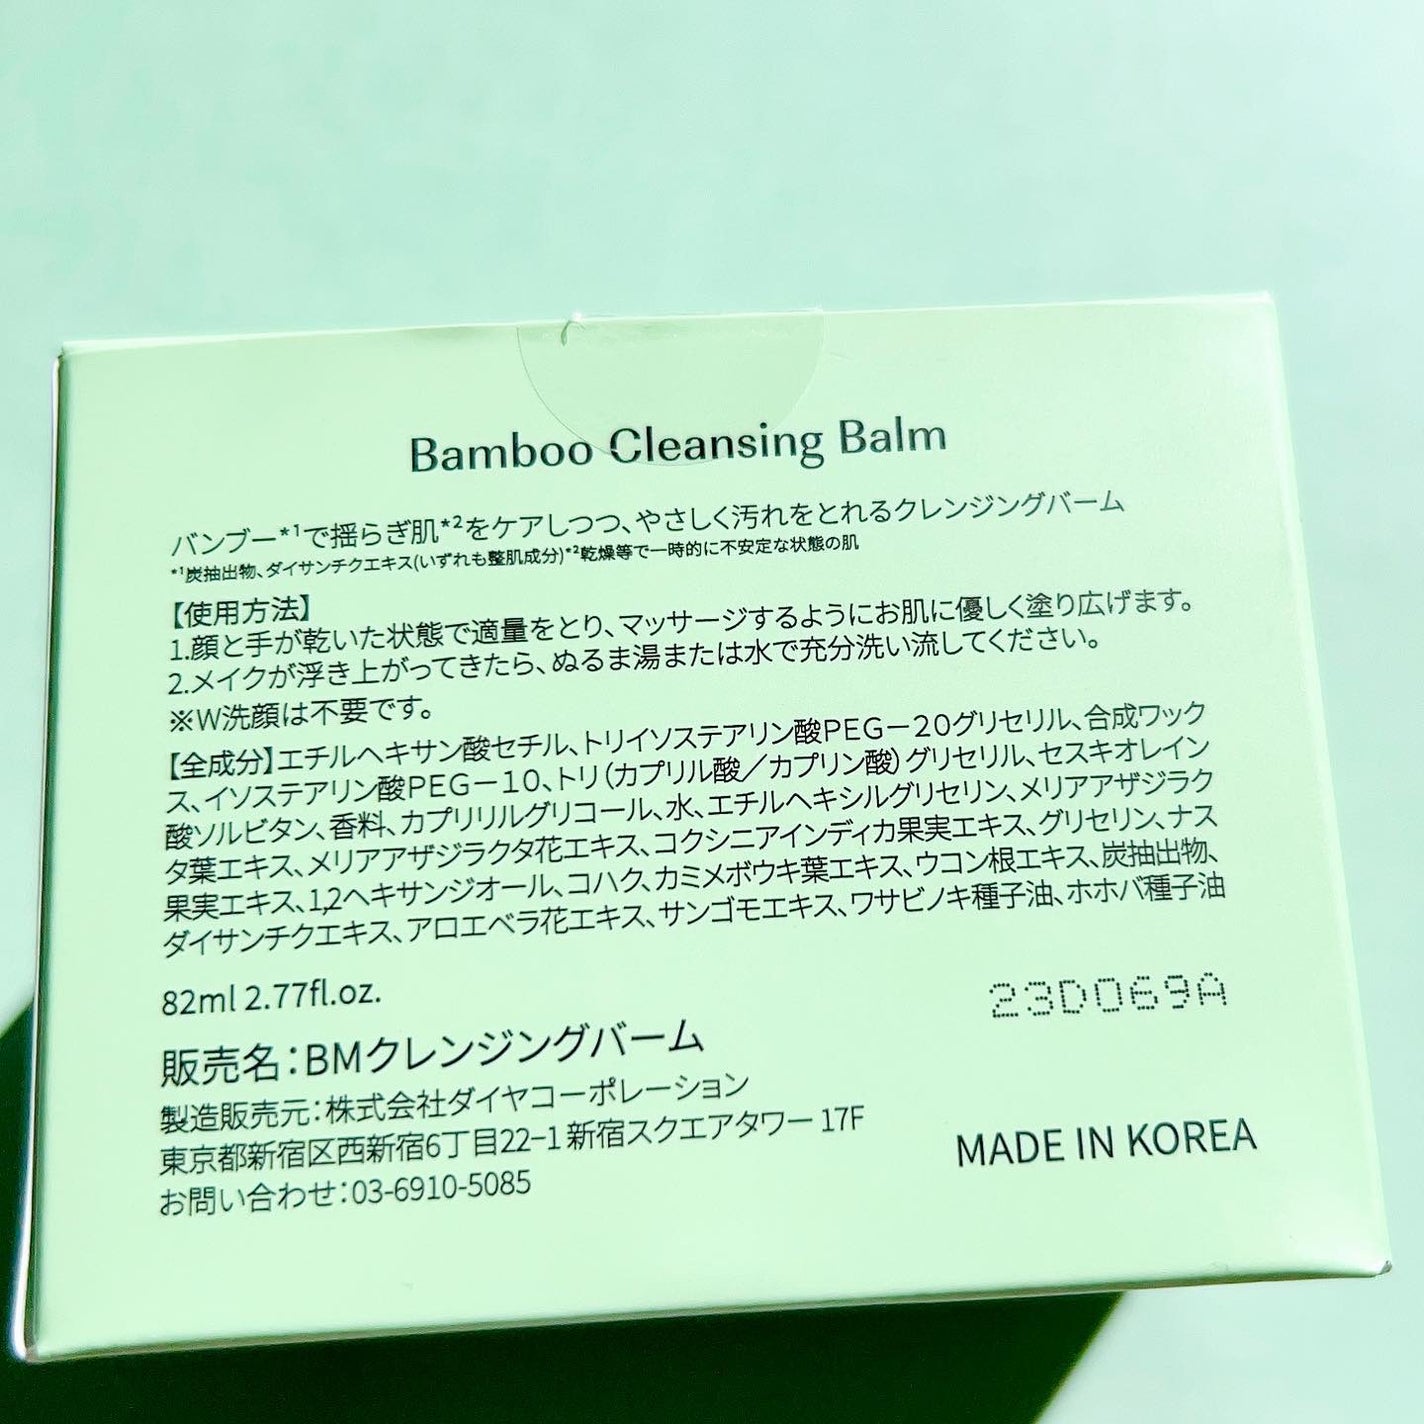 Bamboo Cleansing Balm
バンブー*¹で揺らぎ肌*²をケアしつつ、やさしく汚れをとれるクレンジングバーム
*¹炭抽出物、ダイサンチクエキス(いずれも整肌成分)*²乾燥等で一時的に不安定な状態の肌
【使用方法】
1.顔と手が乾いた状態で適量をとり、マッサージするようにお肌に優しく塗り広げます。
2.メイクが浮き上がってきたら、ぬるま湯または水で充分洗い流してください。
※W洗顔は不要です。
【全成分】エチルヘキサン酸セチル、トリイソステアリン酸PEG－20グリセリル、合成ワック
ス、イソステアリン酸PEG－10、トリ(カプリル酸／カプリン酸)グリセリル、セスキオレイン
酸ソルビタン、香料、カプリリルグリコール、水、エチルヘキシルグリセリン、メリアアザジラク
タ葉エキス、メリアアザジラクタ花エキス、コクシニアインディカ果実エキス、グリセリン、ナス
果実エキス、1,2ヘキサンジオール、コハク、カミメボウキ葉エキス、ウコン根エキス、炭抽出物、
ダイサンチクエキス、アロエベラ花エキス、サンゴモエキス、ワサビノキ種子油、ホホバ種子油
82ml 2.77fl.oz.
23D069A
販売名：BMクレンジングバーム
製造販売元：株式会社ダイヤコーポレーション
東京都新宿区西新宿6丁目22-1 新宿スクエアタワー 17F
お問い合わせ：03-6910-5085
MADE IN KOREA